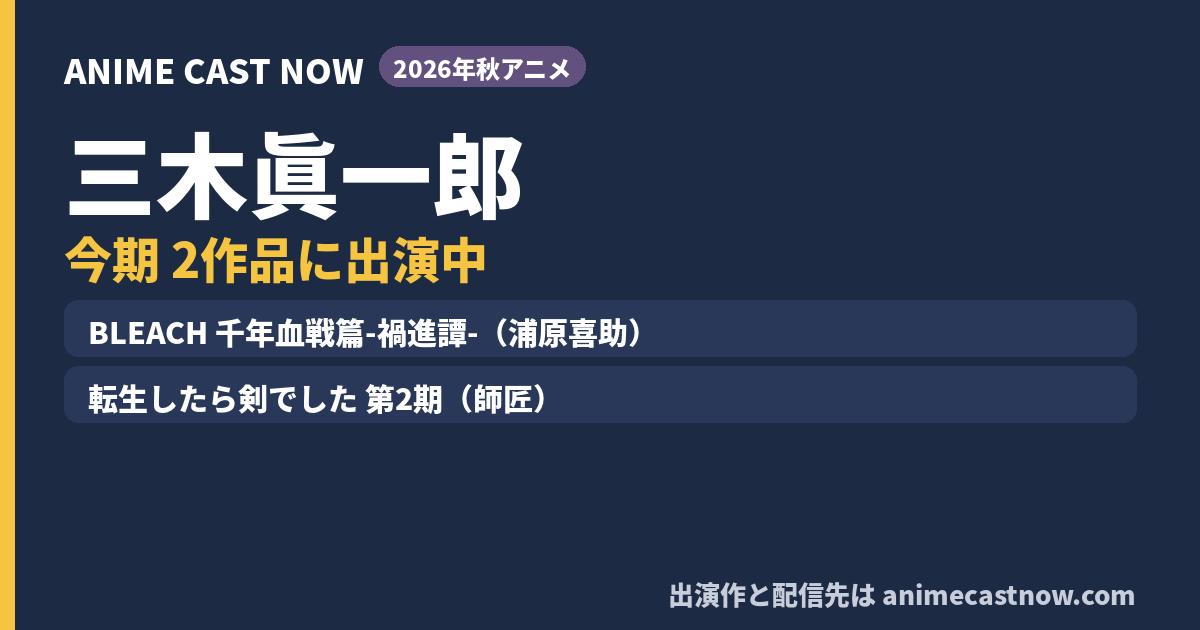 ANIME CAST NOW 2026年秋アニメ
三木眞一郎
今期 2作品に出演中
BLEACH 千年血戦篇-禍進譚-（浦原喜助）
転生したら剣でした 第2期（師匠）
出演作と配信先は animecastnow.com